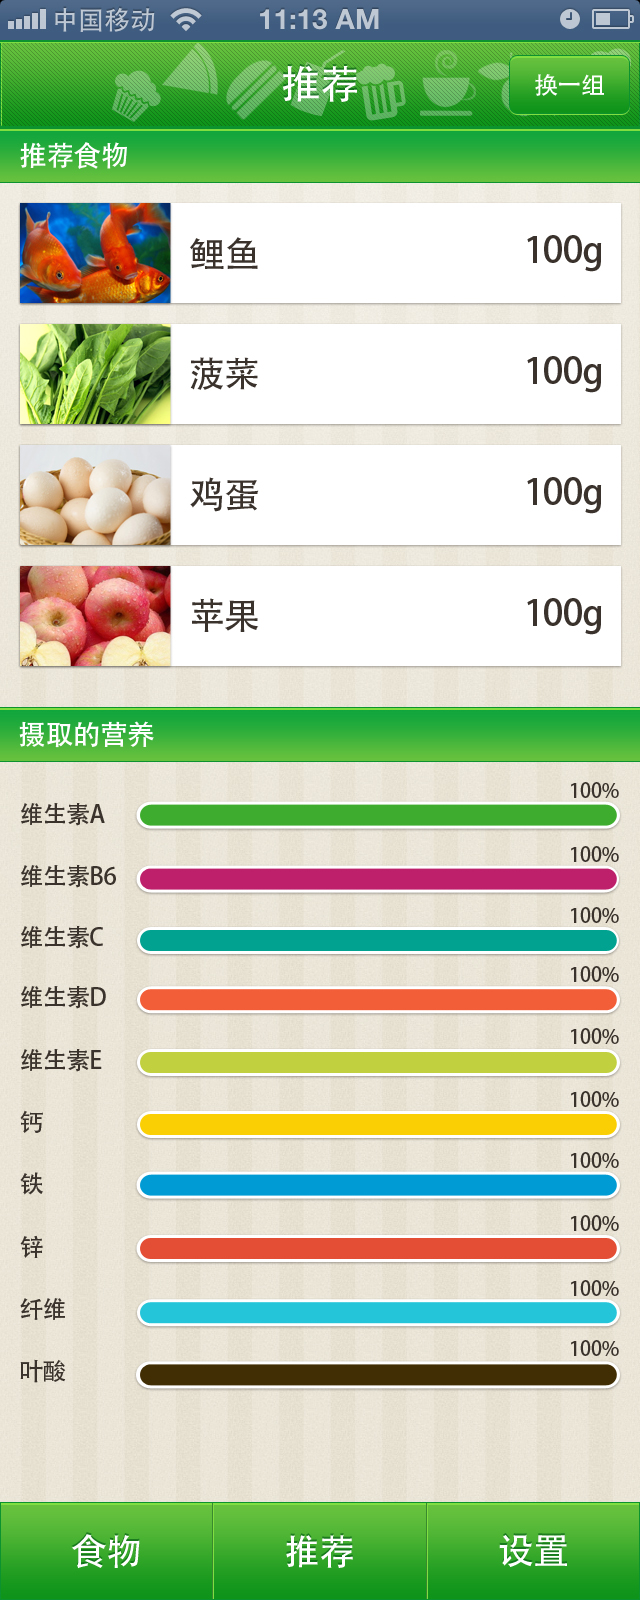 中国移动 11:13 AM
推荐 换一组
推荐食物
鲤鱼 100g
菠菜 100g
鸡蛋 100g
苹果 100g
摄取的营养
维生素A 100%
维生素B6 100%
维生素C 100%
维生素D 100%
维生素E 100%
钙 100%
铁 100%
锌 100%
纤维 100%
叶酸 100%
食物 推荐 设置